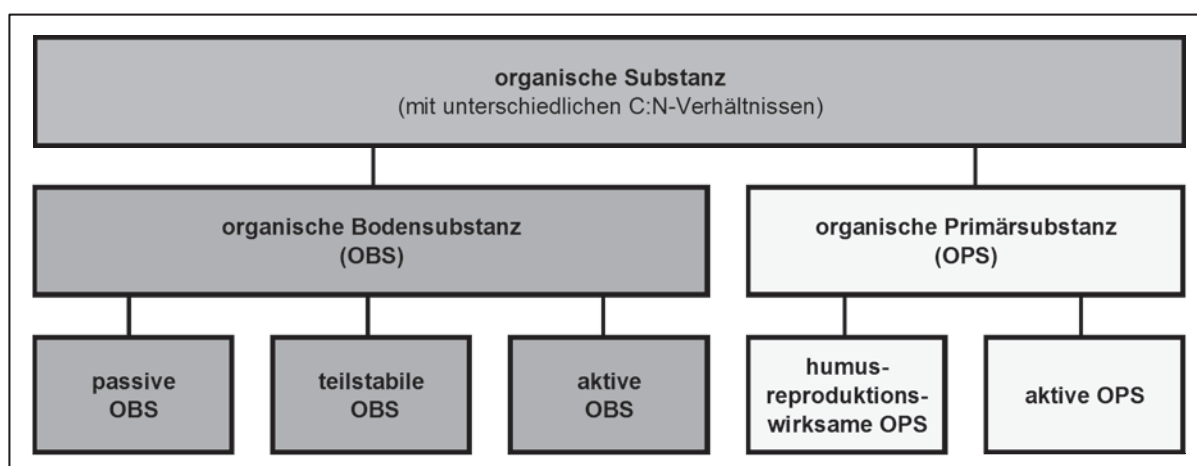 organische Substanz
(mit unterschiedlichen C:N-Verhältnissen)
organische Bodensubstanz
(OBS)
organische Primärsubstanz
(OPS)
passive
OBS
teilstabile
OBS
aktive
OBS
humus-
reproduktions-
wirksame OPS
aktive OPS